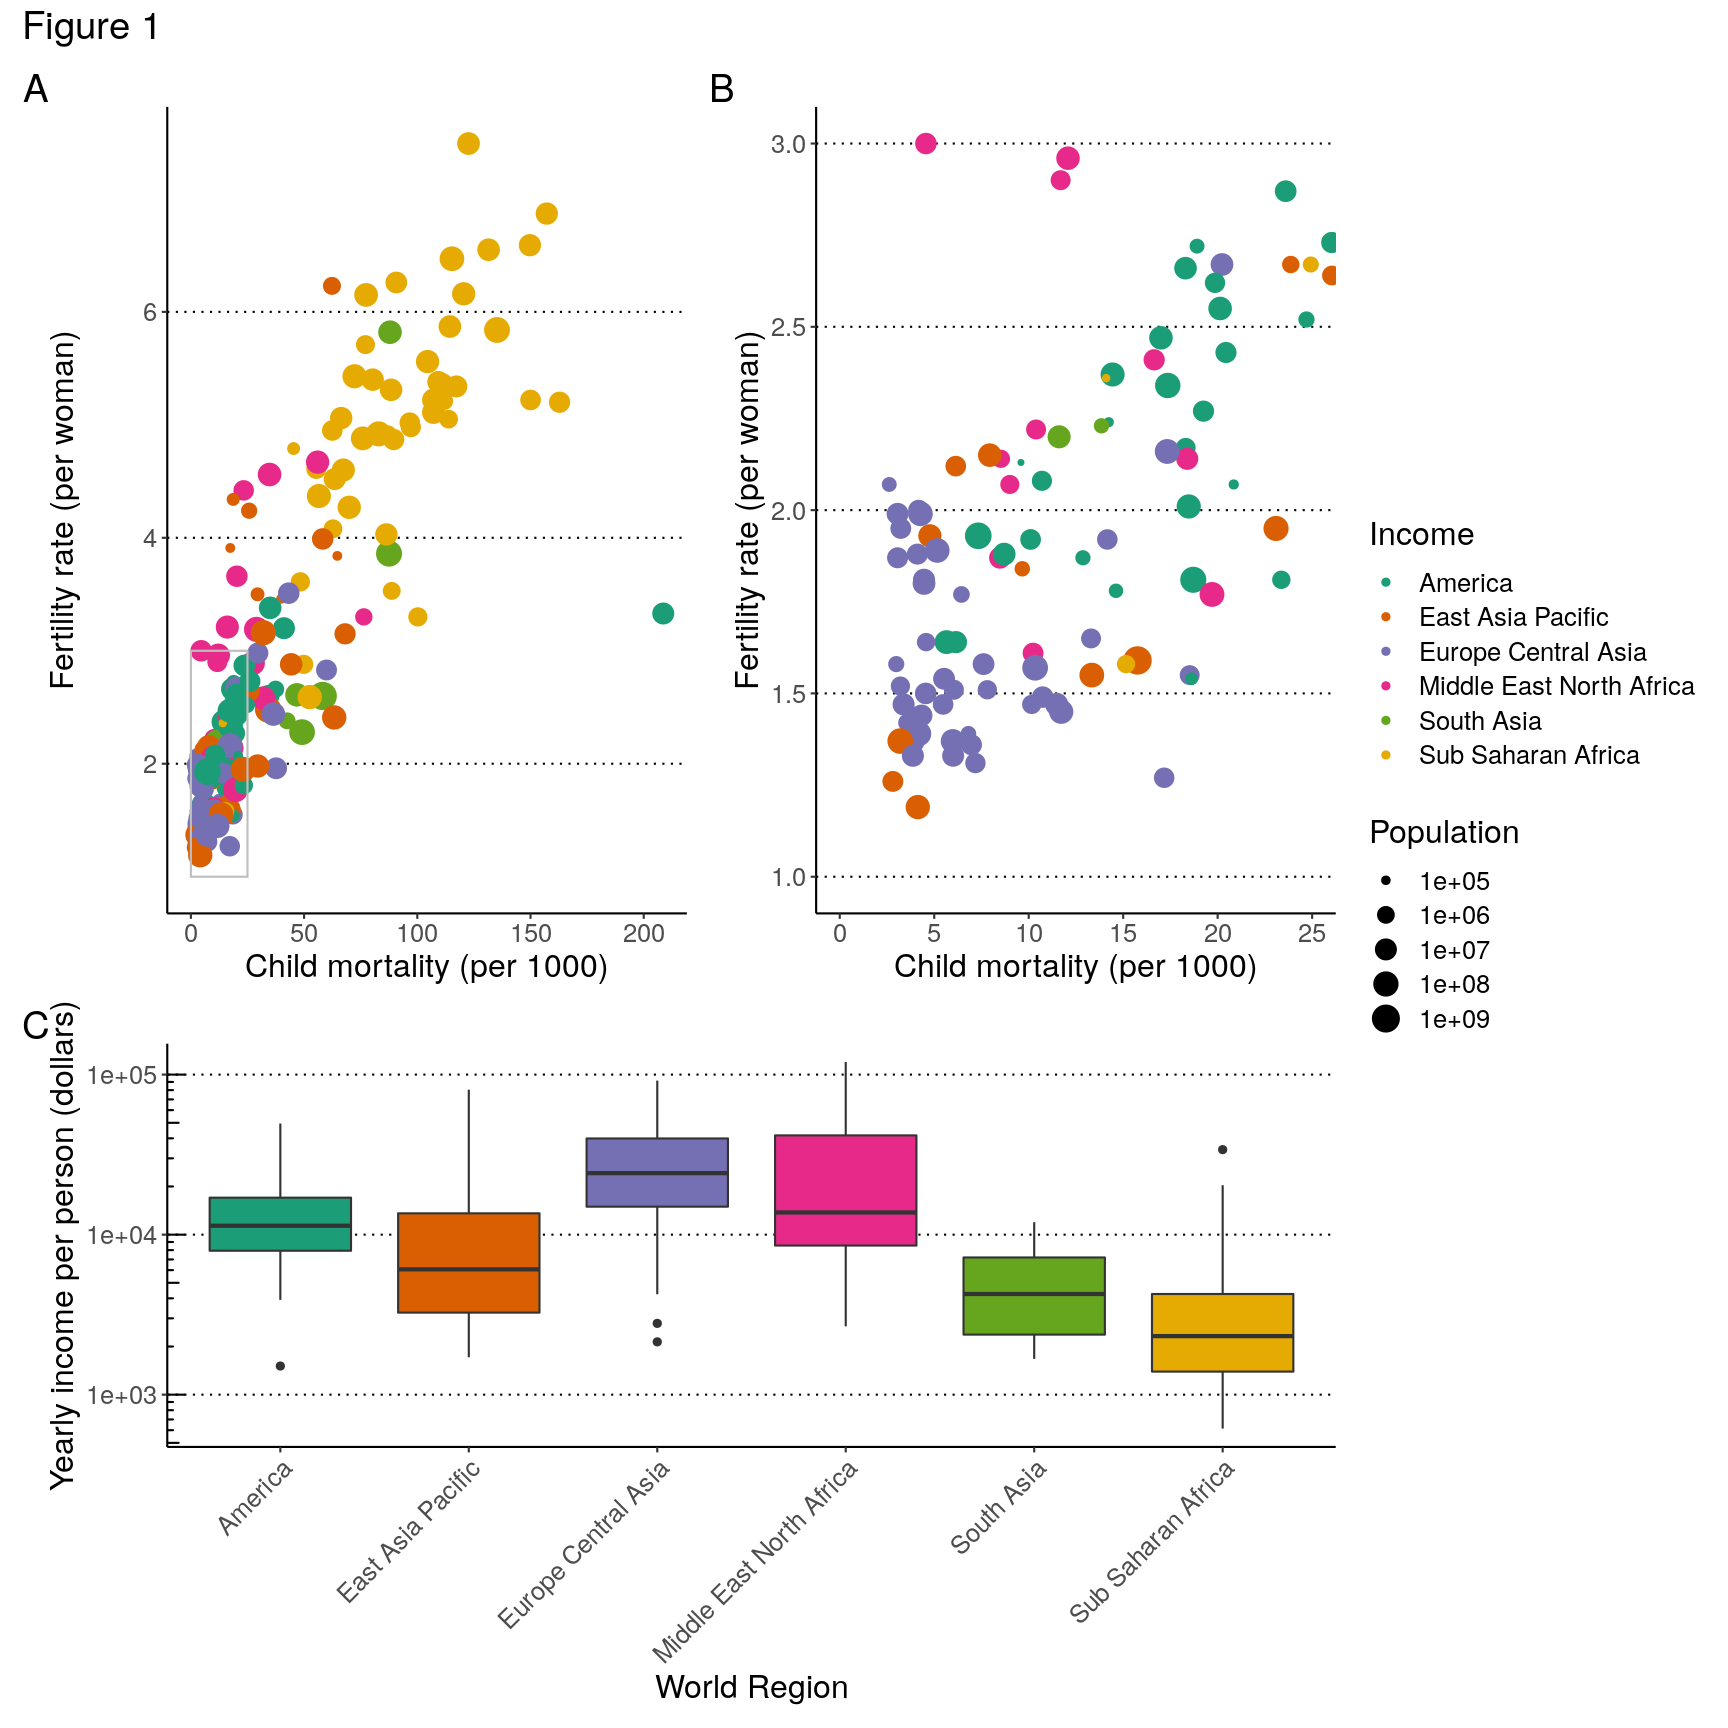 Figure 1
A
Fertility rate (per woman)
6
4
2
0 50 100 150 200
Child mortality (per 1000)
B
Fertility rate (per woman)
3.0
2.5
2.0
1.5
1.0
0 5 10 15 20 25
Child mortality (per 1000)
Income
America
East Asia Pacific
Europe Central Asia
Middle East North Africa
South Asia
Sub Saharan Africa
Population
1e+05
1e+06
1e+07
1e+08
1e+09
C
Yearly income per person (dollars)
1e+05
1e+04
1e+03
America
East Asia Pacific
Europe Central Asia
Middle East North Africa
South Asia
Sub Saharan Africa
World Region